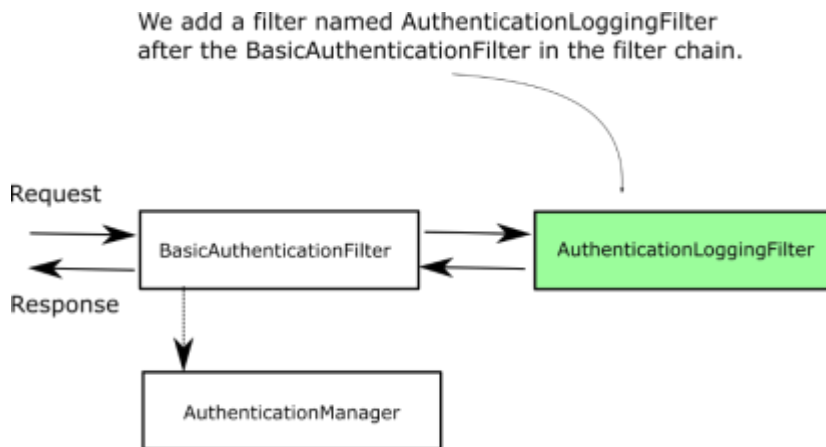 We add a filter named AuthenticationLoggingFilter
after the BasicAuthenticationFilter in the filter chain.
Request
BasicAuthenticationFilter
AuthenticationLoggingFilter
Response
AuthenticationManager